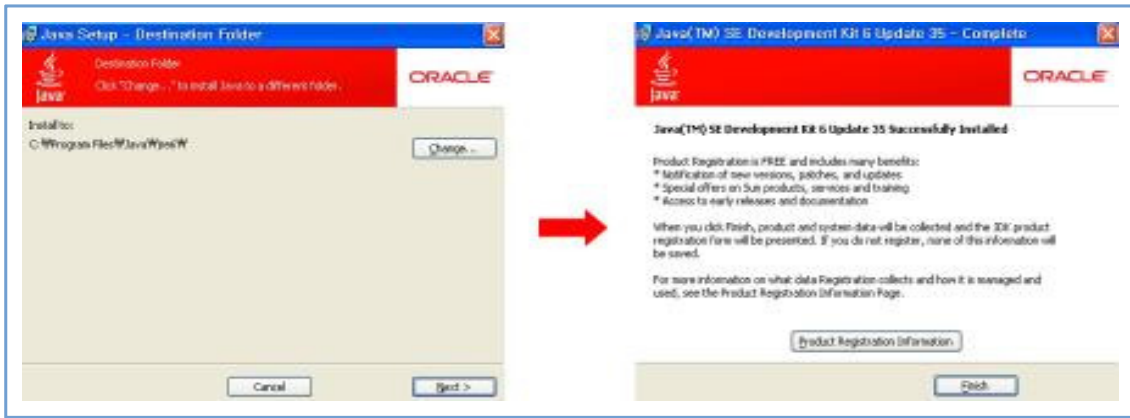 Java Setup - Destination Folder
Destination Folder
Click "Change..." to install Java to a different folder.
Java
ORACLE
Install to:
C:₩Program Files₩Java₩jre6₩
Change...
Cancel
Next >
Java(TM) SE Development Kit 6 Update 35 - Complete
Java
ORACLE
Java(TM) SE Development Kit 6 Update 35 Successfully Installed
Product Registration is FREE and includes many benefits:
* Notification of new versions, patches, and updates
* Special offers on Sun products, services and training
* Access to early releases and documentation
When you click Finish, product and system data will be collected and the JDK product
registration form will be presented. If you do not register, none of this information will
be saved.
For more information on what data Registration collects and how it is managed and
used, see the Product Registration Information Page.
Product Registration Information
Finish